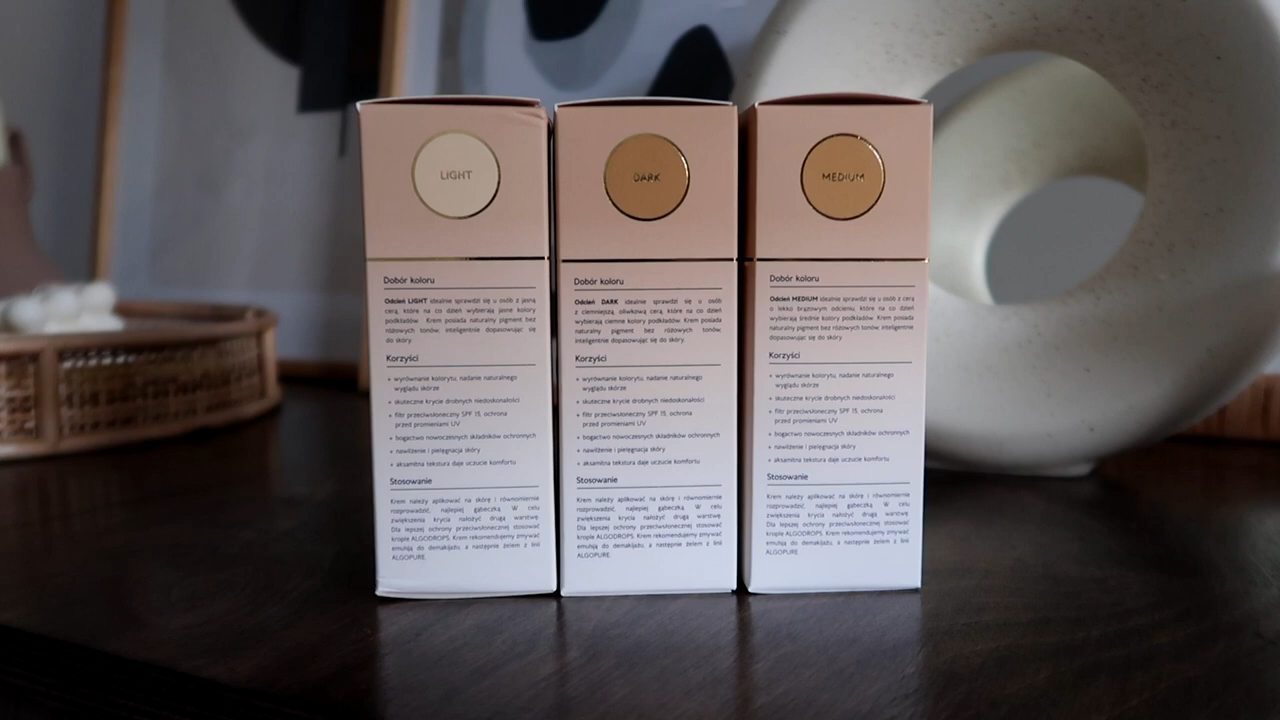 LIGHT
Dobór koloru
Odcień LIGHT idealnie sprawdzi się u osób z jasną
cerą, które na co dzień wybierają jasne kolory
podkładów. Krem posiada naturalny pigment bez
różowych tonów, inteligentnie dopasowując się
do skóry.
Korzyści
+ wyrównanie kolorytu, nadanie naturalnego
wyglądu skórze
+ skuteczne krycie drobnych niedoskonałości
+ filtr przeciwsłoneczny SPF 15, ochrona
przed promieniami UV
+ bogactwo nowoczesnych składników ochronnych
+ nawilżenie i pielęgnacja skóry
+ aksamitna tekstura daje uczucie komfortu
Stosowanie
Krem należy aplikować na skórę i równomiernie
rozprowadzić, najlepiej gąbeczką. W celu
zwiększenia krycia nałożyć drugą warstwę.
Dla lepszej ochrony przeciwsłonecznej stosować
krople ALGODROPS. Krem rekomendujemy zmywać
emulsją do demakijażu, a następnie żelem z linii
ALGOPURE.
DARK
Dobór koloru
Odcień DARK idealnie sprawdzi się u osób
z ciemniejszą, oliwkową cerą, które na co dzień
wybierają ciemne kolory podkładów. Krem posiada
naturalny pigment bez różowych tonów,
inteligentnie dopasowując się do skóry.
Korzyści
+ wyrównanie kolorytu, nadanie naturalnego
wyglądu skórze
+ skuteczne krycie drobnych niedoskonałości
+ filtr przeciwsłoneczny SPF 15, ochrona
przed promieniami UV
+ bogactwo nowoczesnych składników ochronnych
+ nawilżenie i pielęgnacja skóry
+ aksamitna tekstura daje uczucie komfortu
Stosowanie
Krem należy aplikować na skórę i równomiernie
rozprowadzić, najlepiej gąbeczką. W celu
zwiększenia krycia nałożyć drugą warstwę.
Dla lepszej ochrony przeciwsłonecznej stosować
krople ALGODROPS. Krem rekomendujemy zmywać
emulsją do demakijażu, a następnie żelem z linii
ALGOPURE.
MEDIUM
Dobór koloru
Odcień MEDIUM idealnie sprawdzi się u osób z cerą
o lekko brązowym odcieniu, które na co dzień
wybierają średnie kolory podkładów. Krem posiada
naturalny pigment bez różowych tonów, inteligentnie
dopasowując się do skóry.
Korzyści
+ wyrównanie kolorytu, nadanie naturalnego
wyglądu skórze
+ skuteczne krycie drobnych niedoskonałości
+ filtr przeciwsłoneczny SPF 15, ochrona
przed promieniami UV
+ bogactwo nowoczesnych składników ochronnych
+ nawilżenie i pielęgnacja skóry
+ aksamitna tekstura daje uczucie komfortu
Stosowanie
Krem należy aplikować na skórę i równomiernie
rozprowadzić, najlepiej gąbeczką. W celu
zwiększenia krycia nałożyć drugą warstwę.
Dla lepszej ochrony przeciwsłonecznej stosować
krople ALGODROPS. Krem rekomendujemy zmywać
emulsją do demakijażu, a następnie żelem z linii
ALGOPURE.